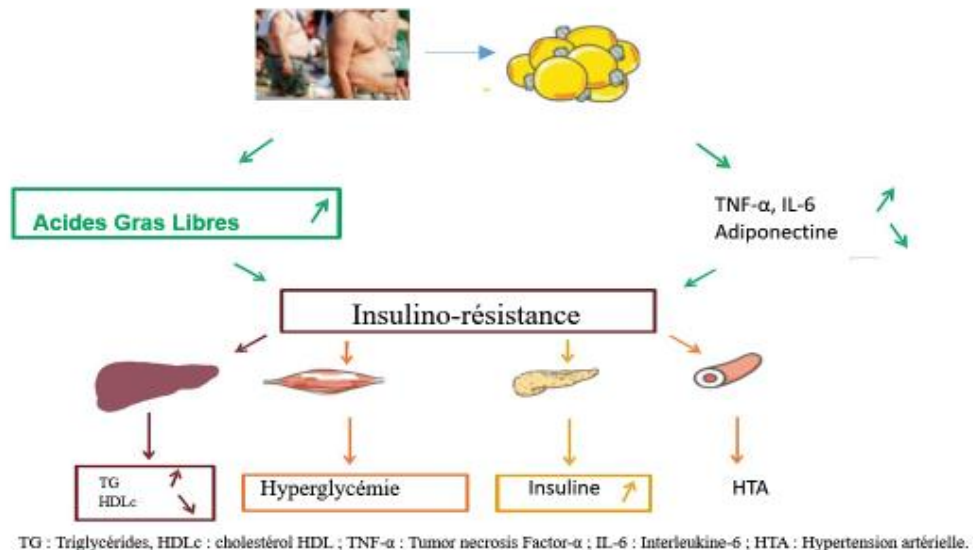 Acides Gras Libres
TNF-α, IL-6
Adiponectine
Insulino-résistance
TG
HDLc
Hyperglycémie
Insuline
HTA
TG : Triglycérides, HDLc : cholestérol HDL ; TNF-α : Tumor necrosis Factor-α ; IL-6 : Interleukine-6 ; HTA : Hypertension artérielle.